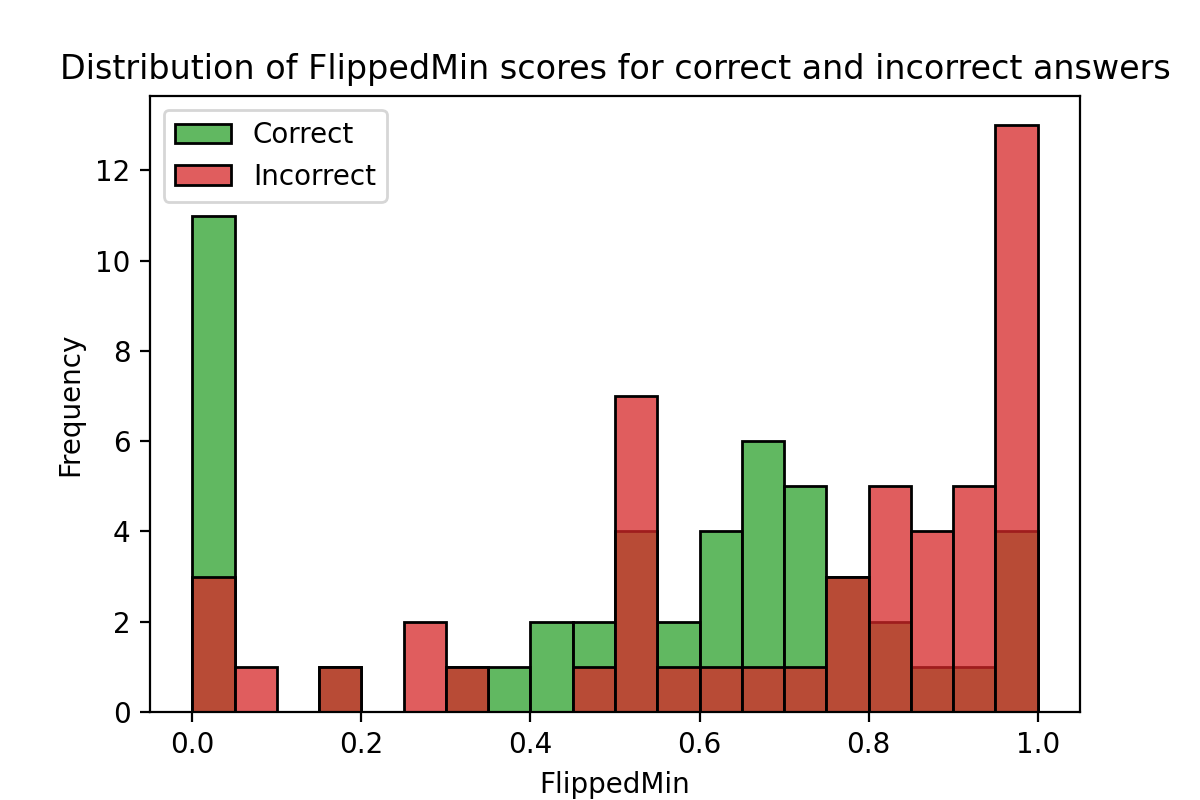 Distribution of FlippedMin scores for correct and incorrect answers
Correct
Incorrect
12
10
8
6
4
2
0
Frequency
0.0 0.2 0.4 0.6 0.8 1.0
FlippedMin